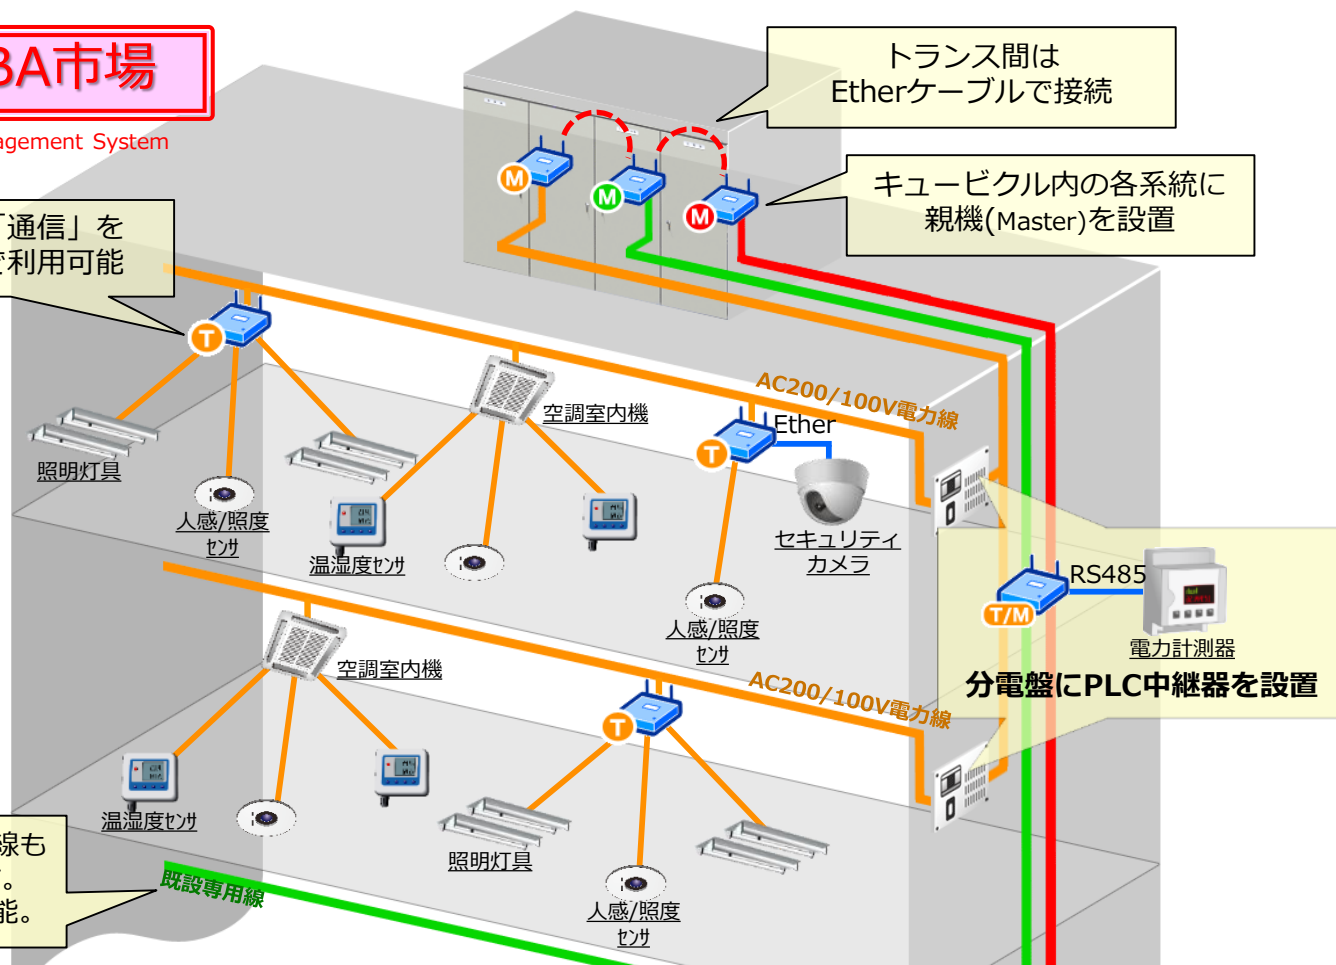 BA市場
agement System
トランス間は
Etherケーブルで接続
キュービクル内の各系統に
親機(Master)を設置
「通信」を
で利用可能
M
M
M
T
AC200/100V電力線
空調室内機
Ether
T
照明灯具
人感/照度
センサ
温湿度センサ
セキュリティ
カメラ
RS485
T/M
人感/照度
センサ
電力計測器
分電盤にPLC中継器を設置
空調室内機
AC200/100V電力線
T
温湿度センサ
照明灯具
線も
。
能。
既設専用線
人感/照度
センサ